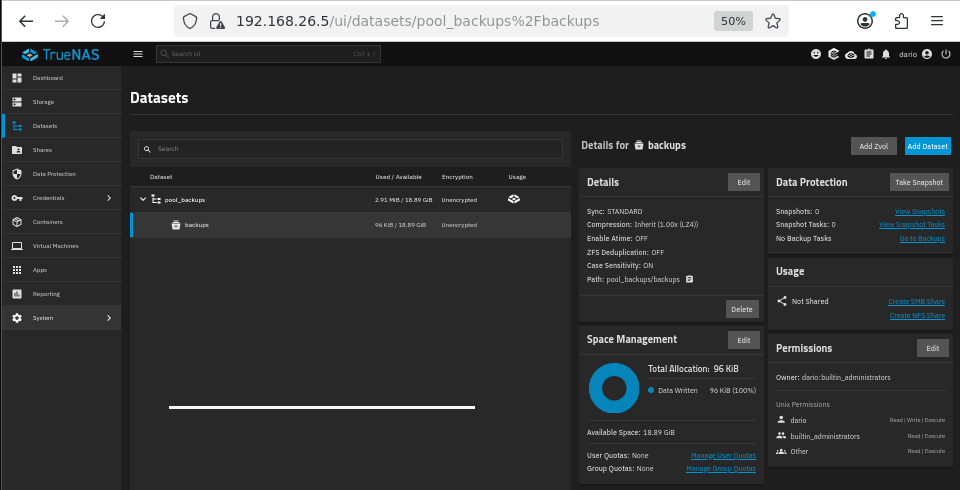 192.168.26.5/ui/datasets/pool_backups%2Fbackups
50%
TrueNAS
Search UI
Ctrl + /
dario
Dashboard
Storage
Datasets
Shares
Data Protection
Credentials
Containers
Virtual Machines
Apps
Reporting
System
Datasets
Search
Dataset Used / Available Encryption Usage
pool_backups 2.91 MiB / 18.89 GiB Unencrypted
backups 96 KiB / 18.89 GiB Unencrypted
Details for backups
Add Zvol
Add Dataset
Details
Edit
Sync: STANDARD
Compression: Inherit (1.00x (LZ4))
Enable Atime: OFF
ZFS Deduplication: OFF
Case Sensitivity: ON
Path: pool_backups/backups
Delete
Space Management
Edit
Total Allocation: 96 KiB
Data Written 96 KiB (100%)
Available Space: 18.89 GiB
User Quotas: None Manage User Quotas
Group Quotas: None Manage Group Quotas
Data Protection
Take Snapshot
Snapshots: 0 View Snapshots
Snapshot Tasks: 0 View Snapshot Tasks
No Backup Tasks Go to Backups
Usage
Not Shared Create SMB Share
Create NFS Share
Permissions
Edit
Owner: dario:builtin_administrators
Unix Permissions
dario Read | Write | Execute
builtin_administrators Read | Execute
Other Read | Execute